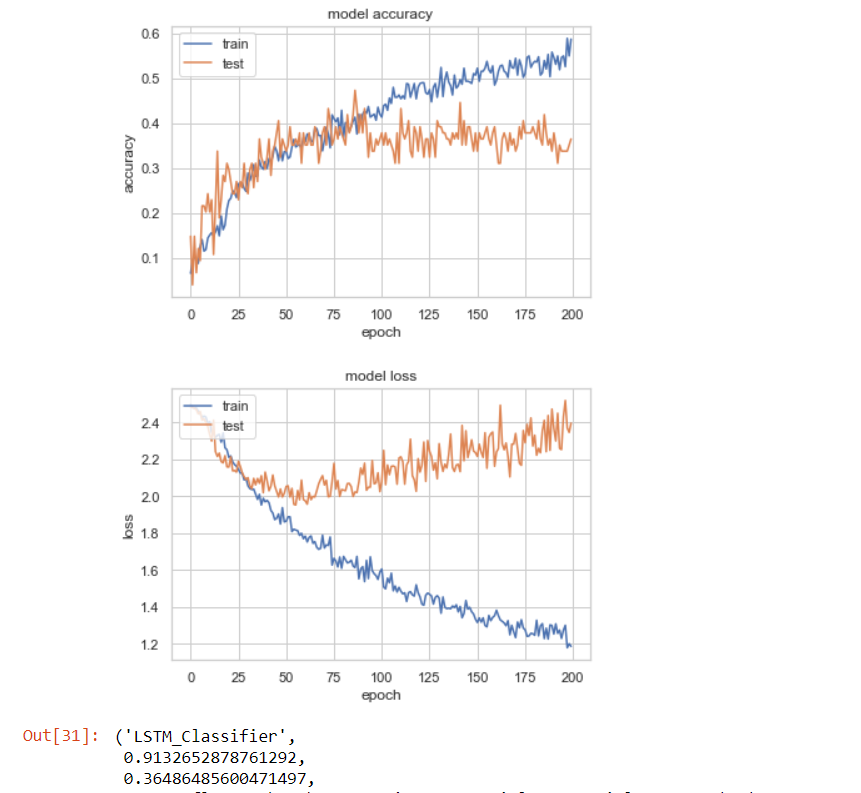 model accuracy
0.6
train
test
0.5
0.4
accuracy
0.3
0.2
0.1
0 25 50 75 100 125 150 175 200
epoch
model loss
train
test
2.4
2.2
2.0
loss
1.8
1.6
1.4
1.2
0 25 50 75 100 125 150 175 200
epoch
Out[31]: ('LSTM_Classifier',
0.9132652878761292,
0.36486485600471497,